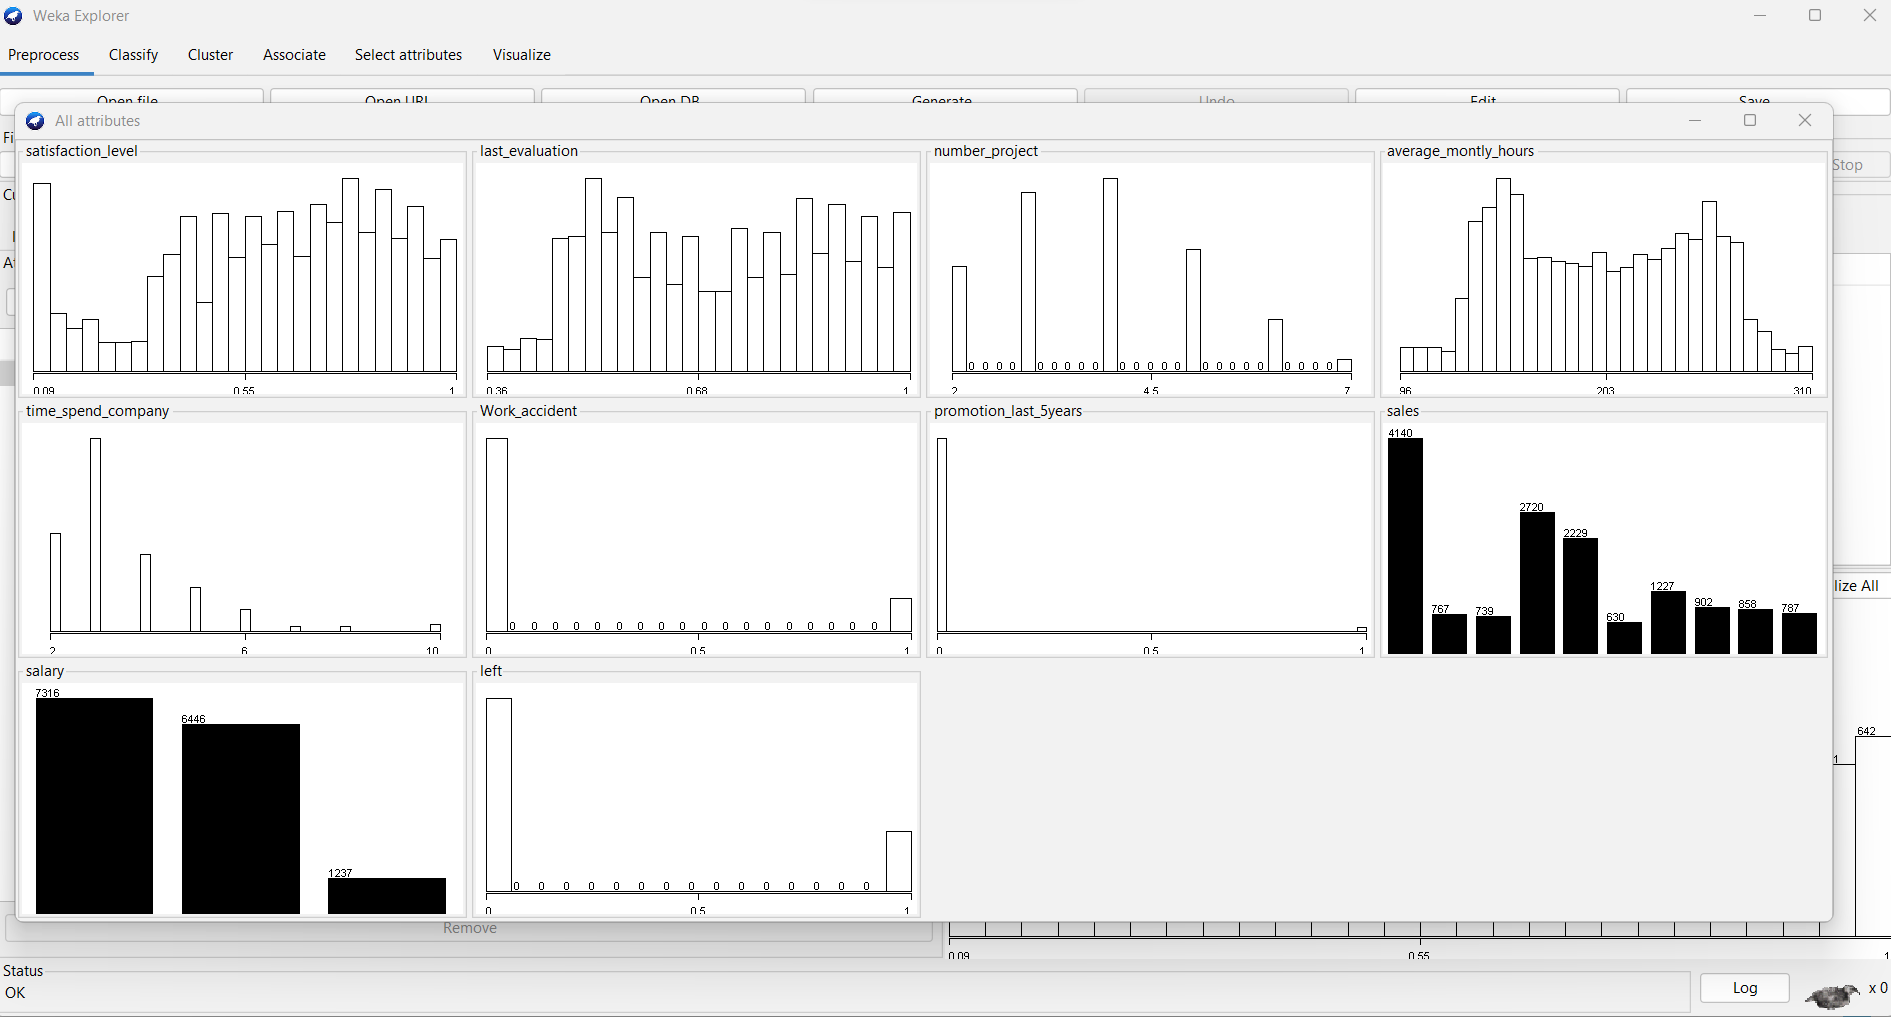 Weka Explorer
Preprocess Classify Cluster Associate Select attributes Visualize
Open file Open URL Open DB Generate Undo Edit Save
All attributes
Stop
satisfaction_level
0.09 0.55 1
last_evaluation
0.36 0.68 1
number_project
0 0 0 0 0 0 0 0 0 0 0 0 0 0 0 0 0 0 0 0 0 0
2 4.5 7
average_montly_hours
96 203 310
time_spend_company
2 6 10
Work_accident
0 0 0 0 0 0 0 0 0 0 0 0 0 0 0 0 0 0
0 0.5 1
promotion_last_5years
0 0.5 1
sales
4140
767
739
2720
2229
630
1227
902
858
787
lize All
salary
7316
6446
1237
left
0 0 0 0 0 0 0 0 0 0 0 0 0 0 0
0 0.5 1
642
1
Remove
0.09 0.55 1
Status
OK
Log
x 0